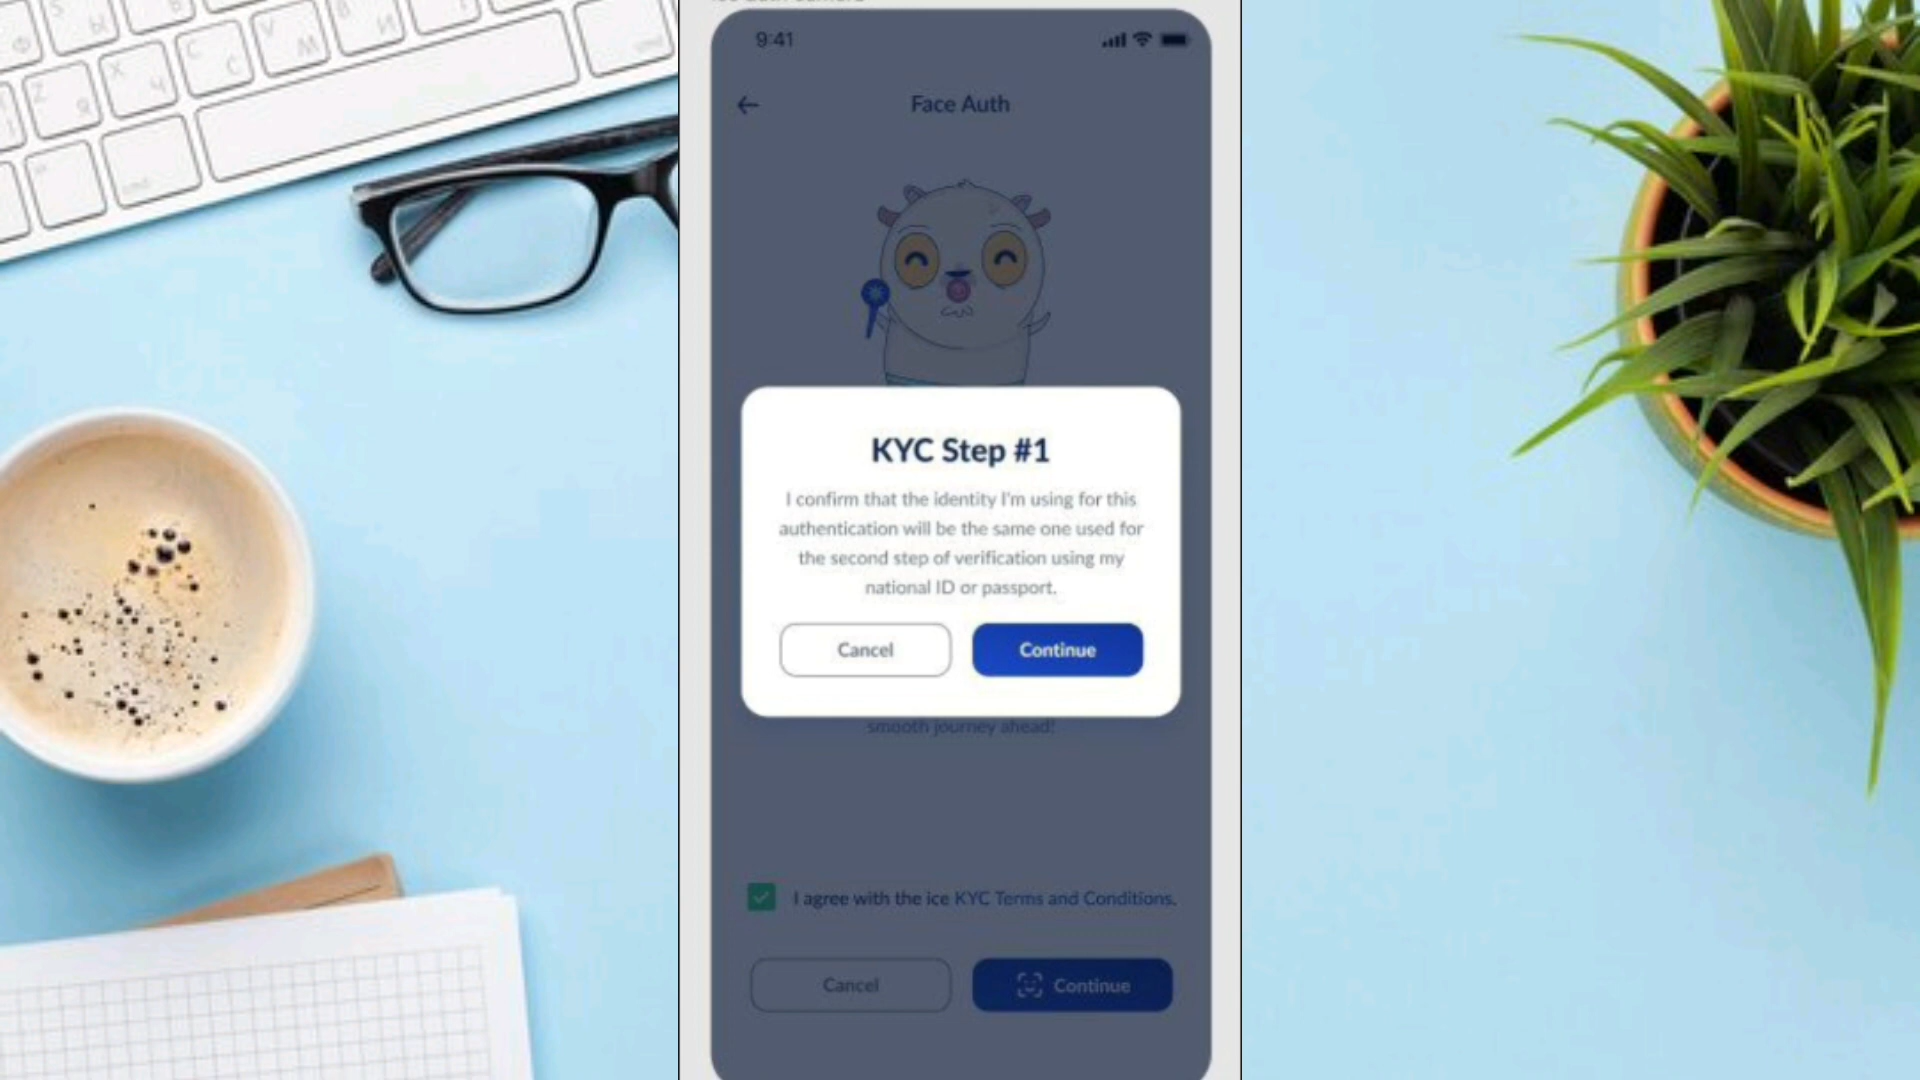 9:41
Face Auth
KYC Step #1
I confirm that the identity I'm using for this
authentication will be the same one used for
the second step of verification using my
national ID or passport.
Cancel
Continue
smooth journey ahead!
I agree with the ice KYC Terms and Conditions.
Cancel
Continue